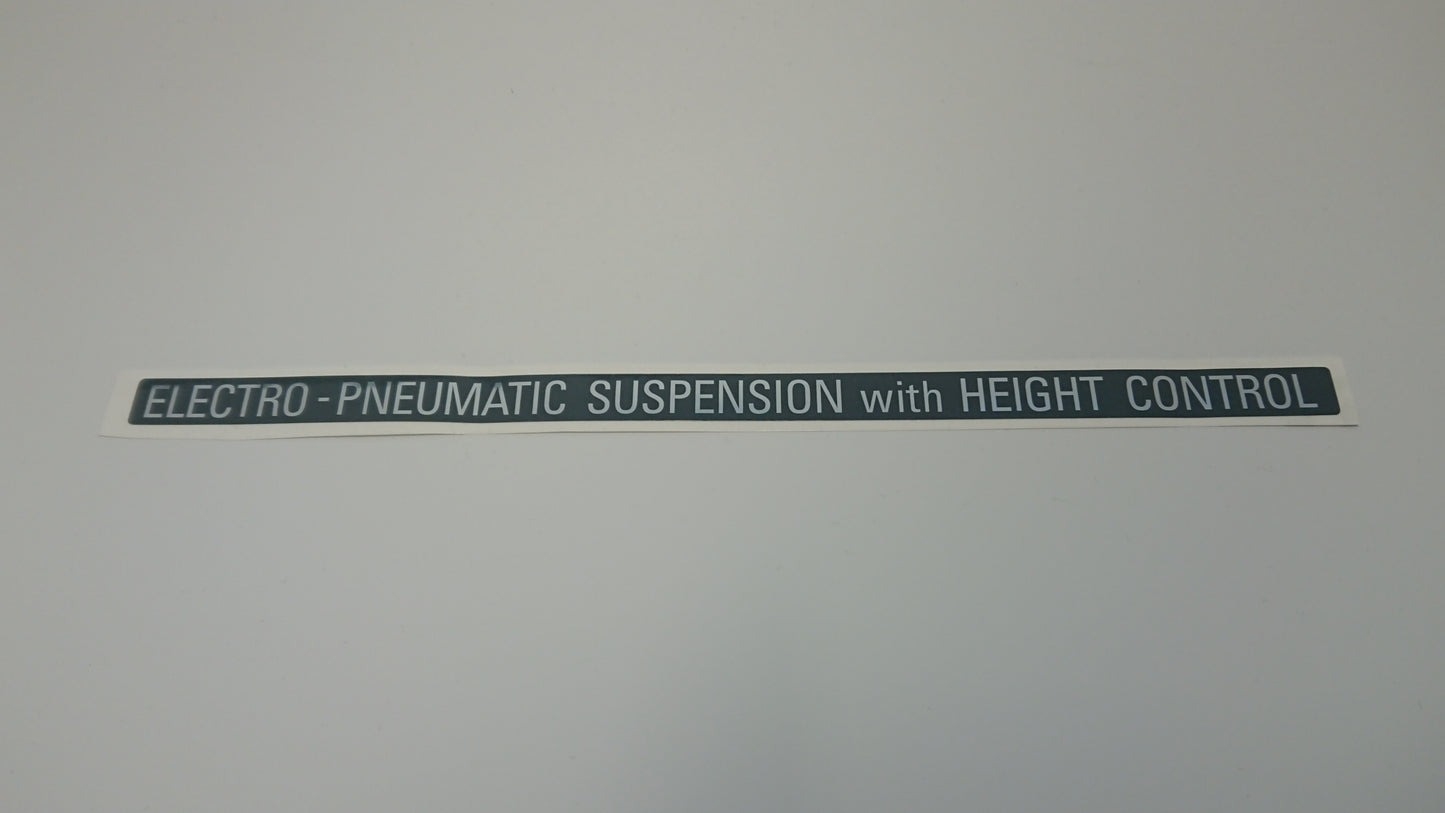 ELECTRO-PNEUMATIC SUSPENSION with HEIGHT CONTROL